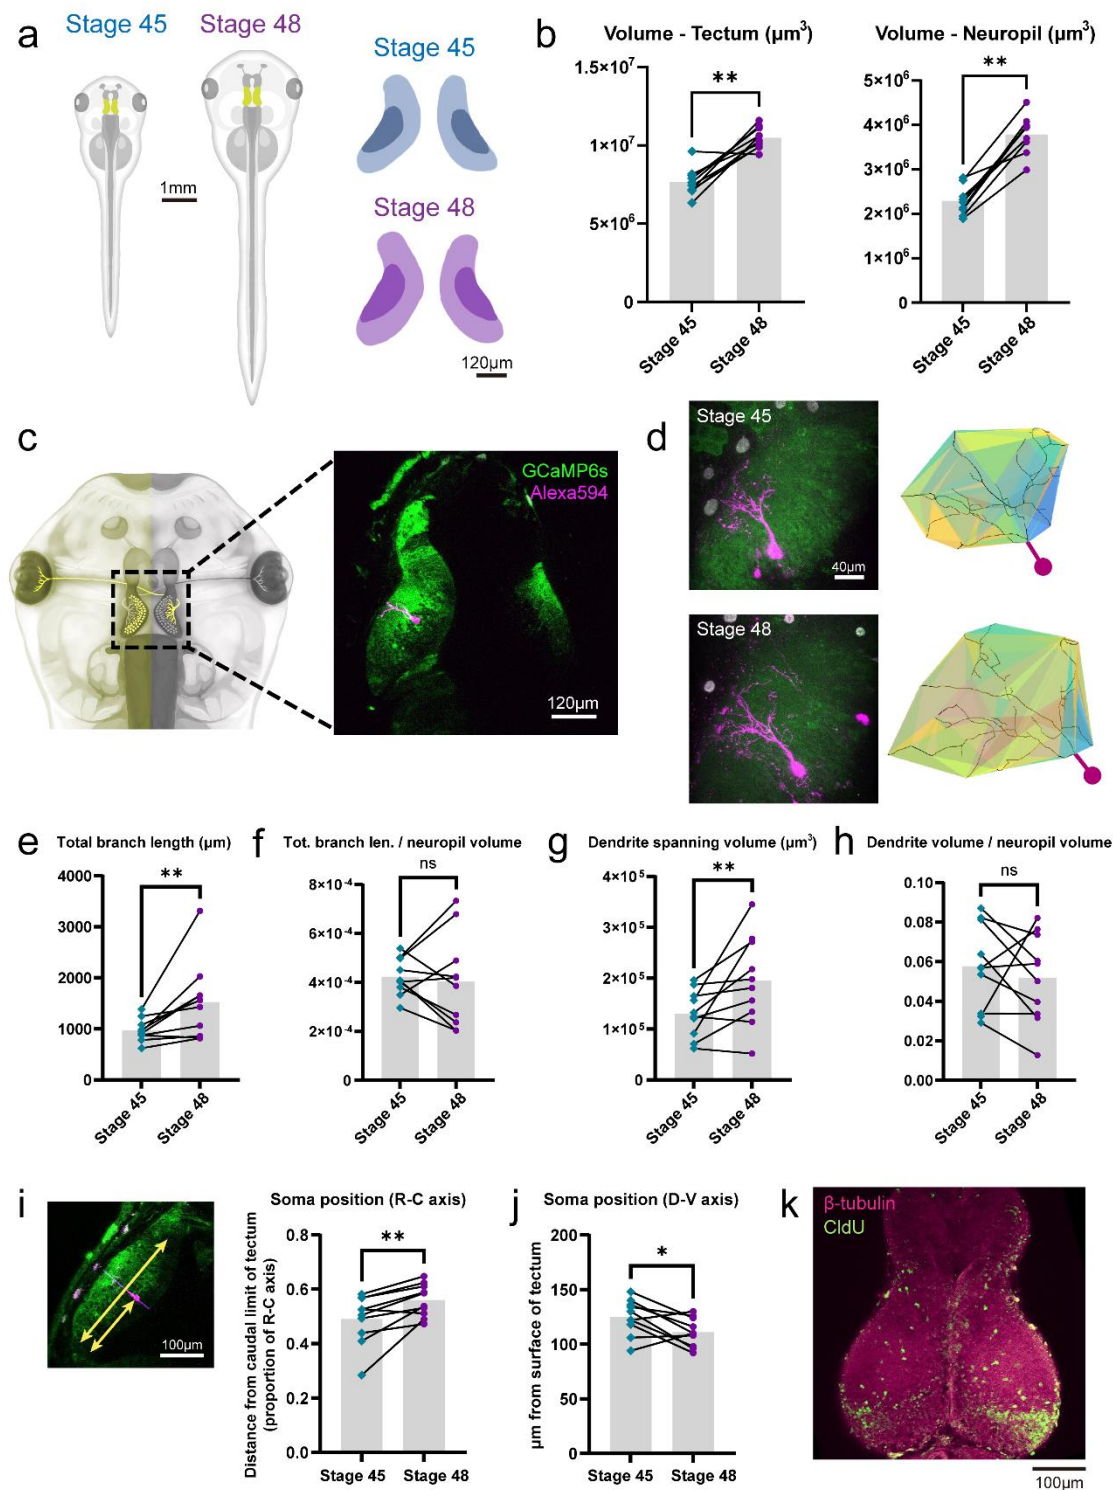 a
Stage 45 Stage 48
1mm
Stage 45
Stage 48
120µm
b
Volume - Tectum (µm³)
1.5×10⁷
1×10⁷
5×10⁶
0
**
Stage 45
Stage 48
Volume - Neuropil (µm³)
5×10⁶
4×10⁶
3×10⁶
2×10⁶
1×10⁶
0
**
Stage 45
Stage 48
c
GCaMP6s
Alexa594
120µm
d
Stage 45
40µm
Stage 48
e
Total branch length (µm)
4000
3000
2000
1000
0
**
Stage 45
Stage 48
f
Tot. branch len. / neuropil volume
8×10⁻⁴
6×10⁻⁴
4×10⁻⁴
2×10⁻⁴
0
ns
Stage 45
Stage 48
g
Dendrite spanning volume (µm³)
4×10⁵
3×10⁵
2×10⁵
1×10⁵
0
**
Stage 45
Stage 48
h
Dendrite volume / neuropil volume
0.10
0.08
0.06
0.04
0.02
0.00
ns
Stage 45
Stage 48
i
100µm
Soma position (R-C axis)
Distance from caudal limit of tectum
(proportion of R-C axis)
0.8
0.6
0.4
0.2
0.0
**
Stage 45 Stage 48
j
Soma position (D-V axis)
µm from surface of tectum
200
150
100
50
0
*
Stage 45 Stage 48
k
β-tubulin
CldU
100µm